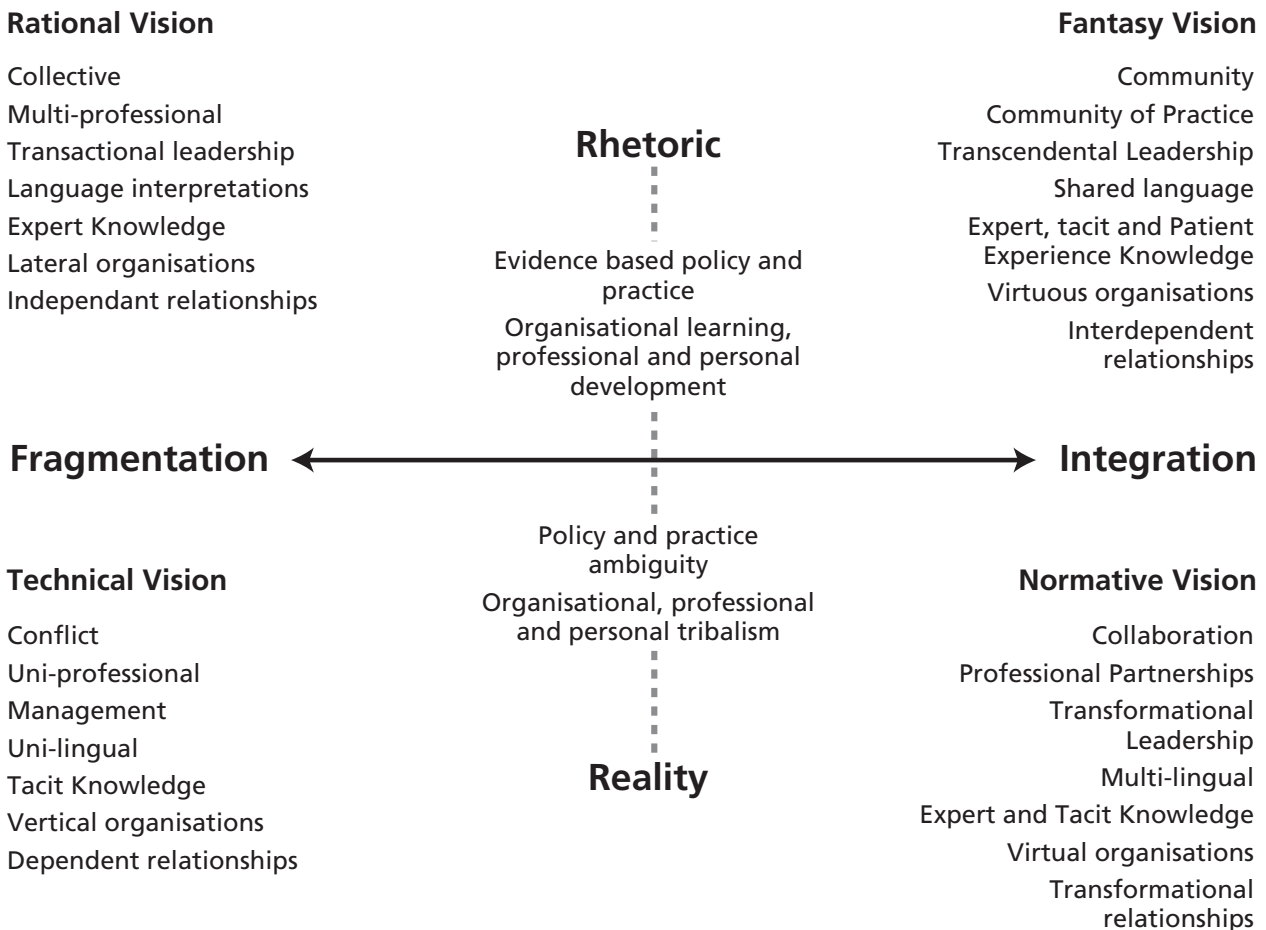 Rational Vision
Collective
Multi-professional
Transactional leadership
Language interpretations
Expert Knowledge
Lateral organisations
Independant relationships
Rhetoric
Evidence based policy and
practice
Organisational learning,
professional and personal
development
Fantasy Vision
Community
Community of Practice
Transcendental Leadership
Shared language
Expert, tacit and Patient
Experience Knowledge
Virtuous organisations
Interdependent
relationships
Fragmentation
Integration
Technical Vision
Conflict
Uni-professional
Management
Uni-lingual
Tacit Knowledge
Vertical organisations
Dependent relationships
Policy and practice
ambiguity
Organisational, professional
and personal tribalism
Reality
Normative Vision
Collaboration
Professional Partnerships
Transformational
Leadership
Multi-lingual
Expert and Tacit Knowledge
Virtual organisations
Transformational
relationships